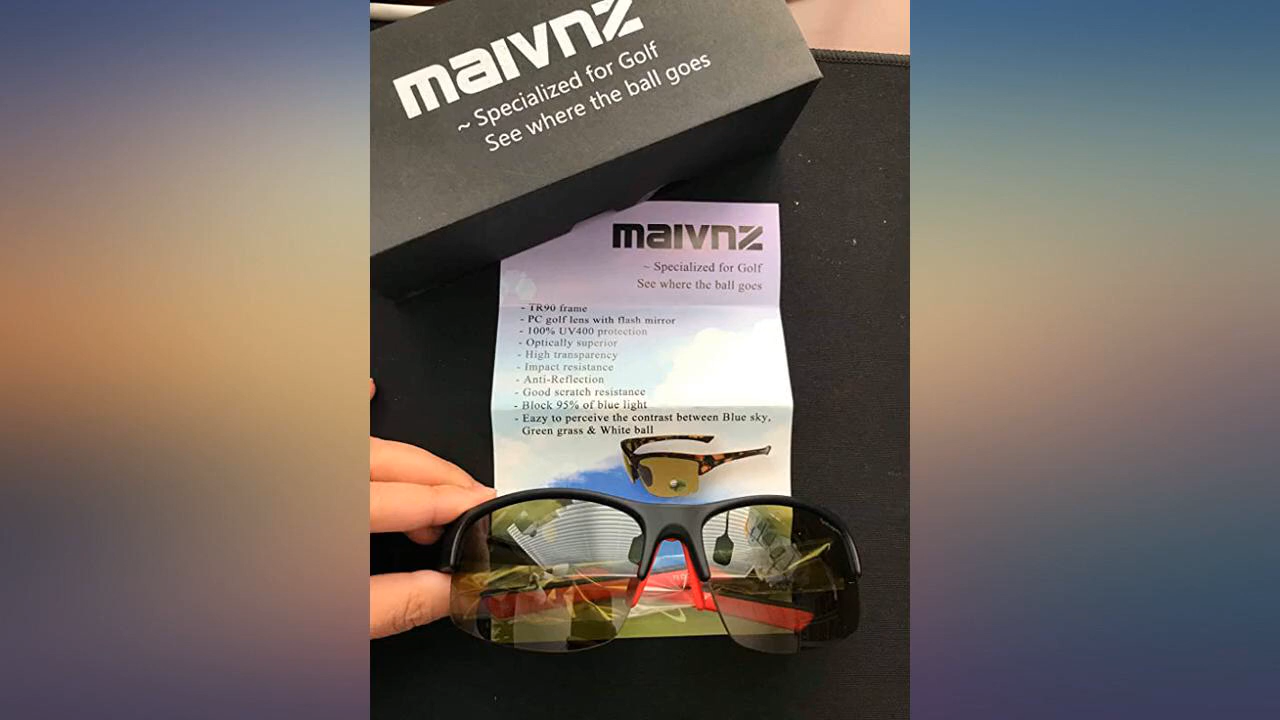 maivnz
~ Specialized for Golf
See where the ball goes
maivnz
~ Specialized for Golf
See where the ball goes
- TR90 frame
- PC golf lens with flash mirror
- 100% UV400 protection
- Optically superior
- High transparency
- Impact resistance
- Anti-Reflection
- Good scratch resistance
- Block 95% of blue light
- Eazy to perceive the contrast between Blue sky,
Green grass & White ball